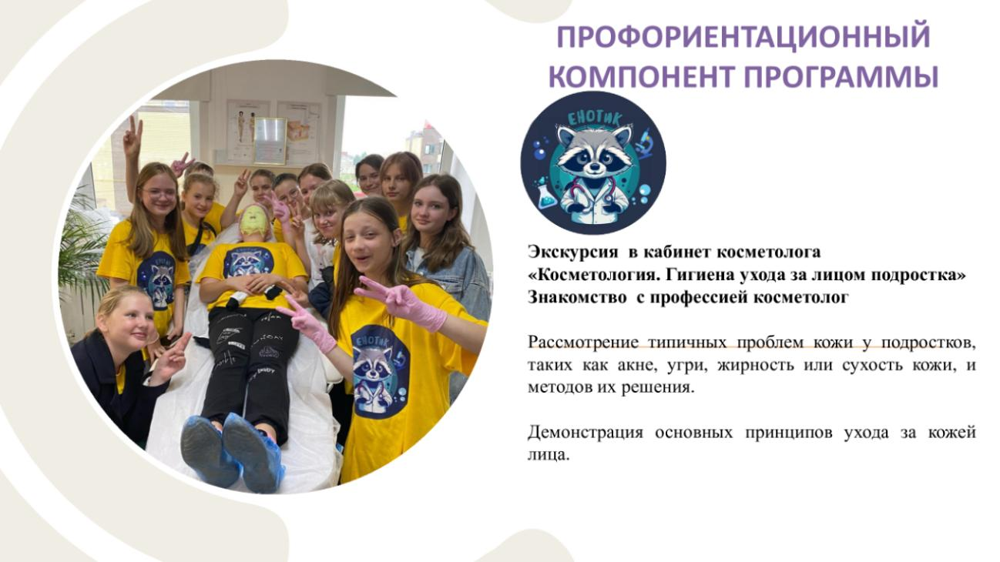 ПРОФОРИЕНТАЦИОННЫЙ
КОМПОНЕНТ ПРОГРАММЫ
ЕНОТиК
Экскурсия в кабинет косметолога
«Косметология. Гигиена ухода за лицом подростка»
Знакомство с профессией косметолог
Рассмотрение типичных проблем кожи у подростков,
таких как акне, угри, жирность или сухость кожи, и
методов их решения.
Демонстрация основных принципов ухода за кожей
лица.
ЕНОТиК
ЕНОТиК